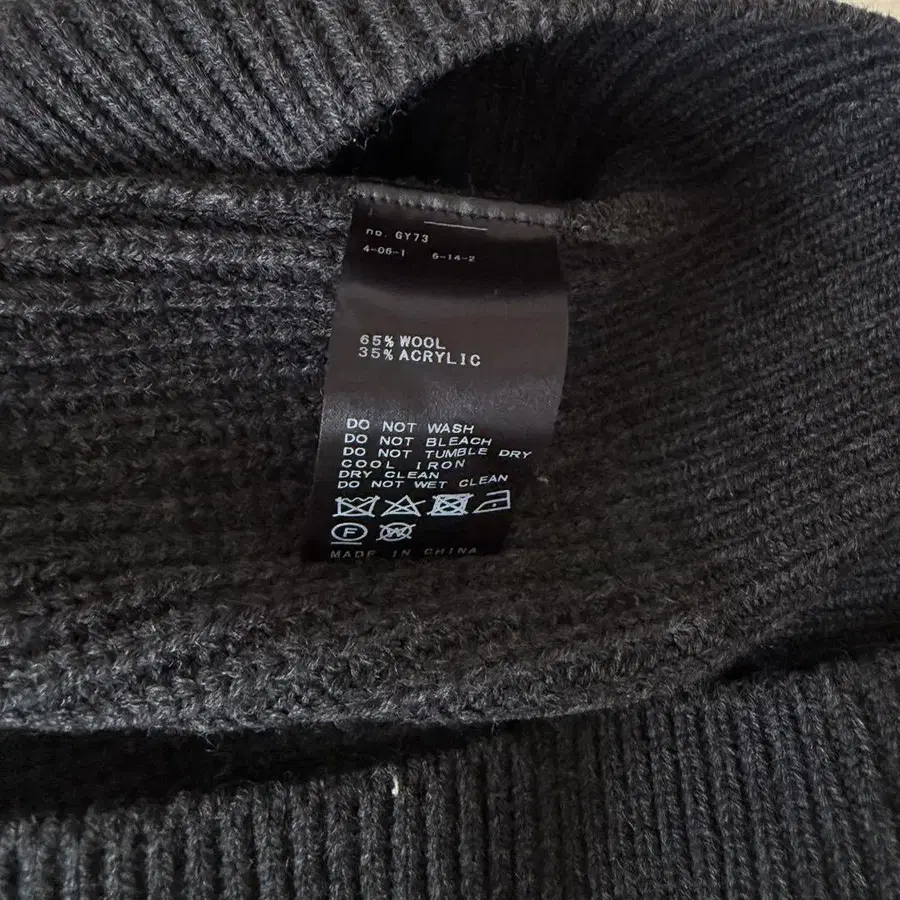 no. GY73
4-06-1 6-14-2
65% WOOL
35% ACRYLIC
DO NOT WASH
DO NOT BLEACH
DO NOT TUMBLE DRY
COOL IRON
DRY CLEAN
DO NOT WET CLEAN
F W
MADE IN CHINA